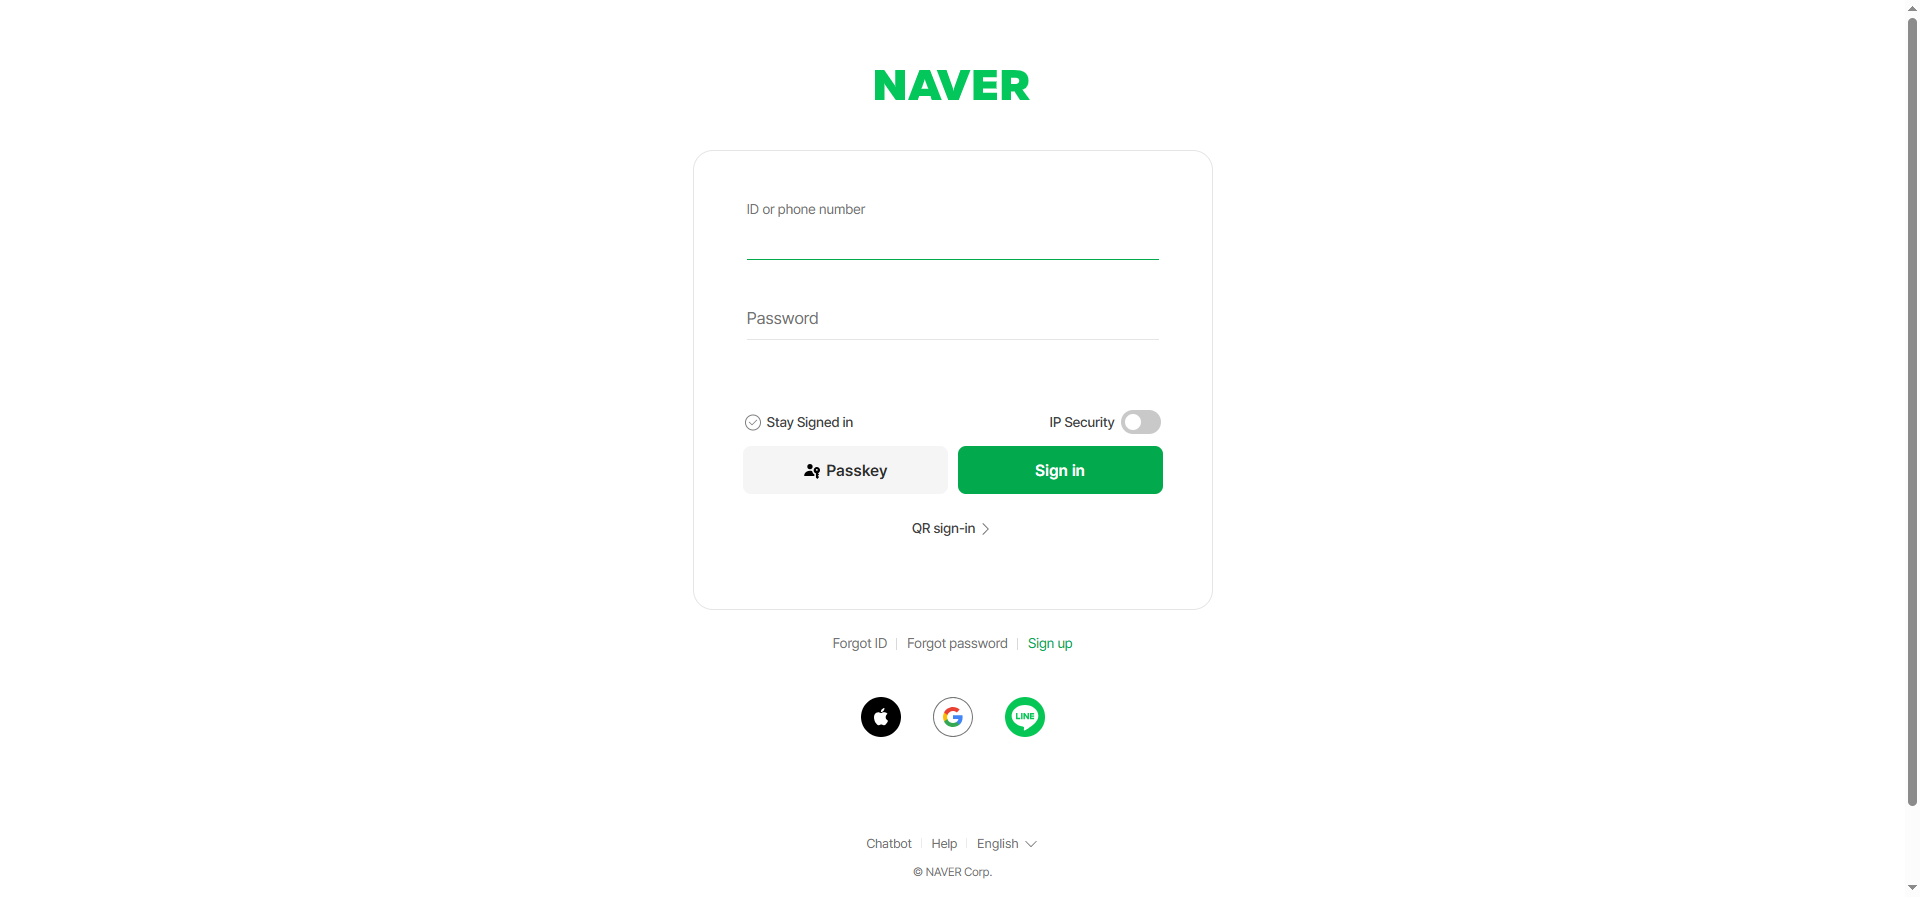 NAVER
ID or phone number
Password
Stay Signed in IP Security
Passkey Sign in
QR sign-in
Forgot ID Forgot password Sign up
LINE
Chatbot Help English
© NAVER Corp.